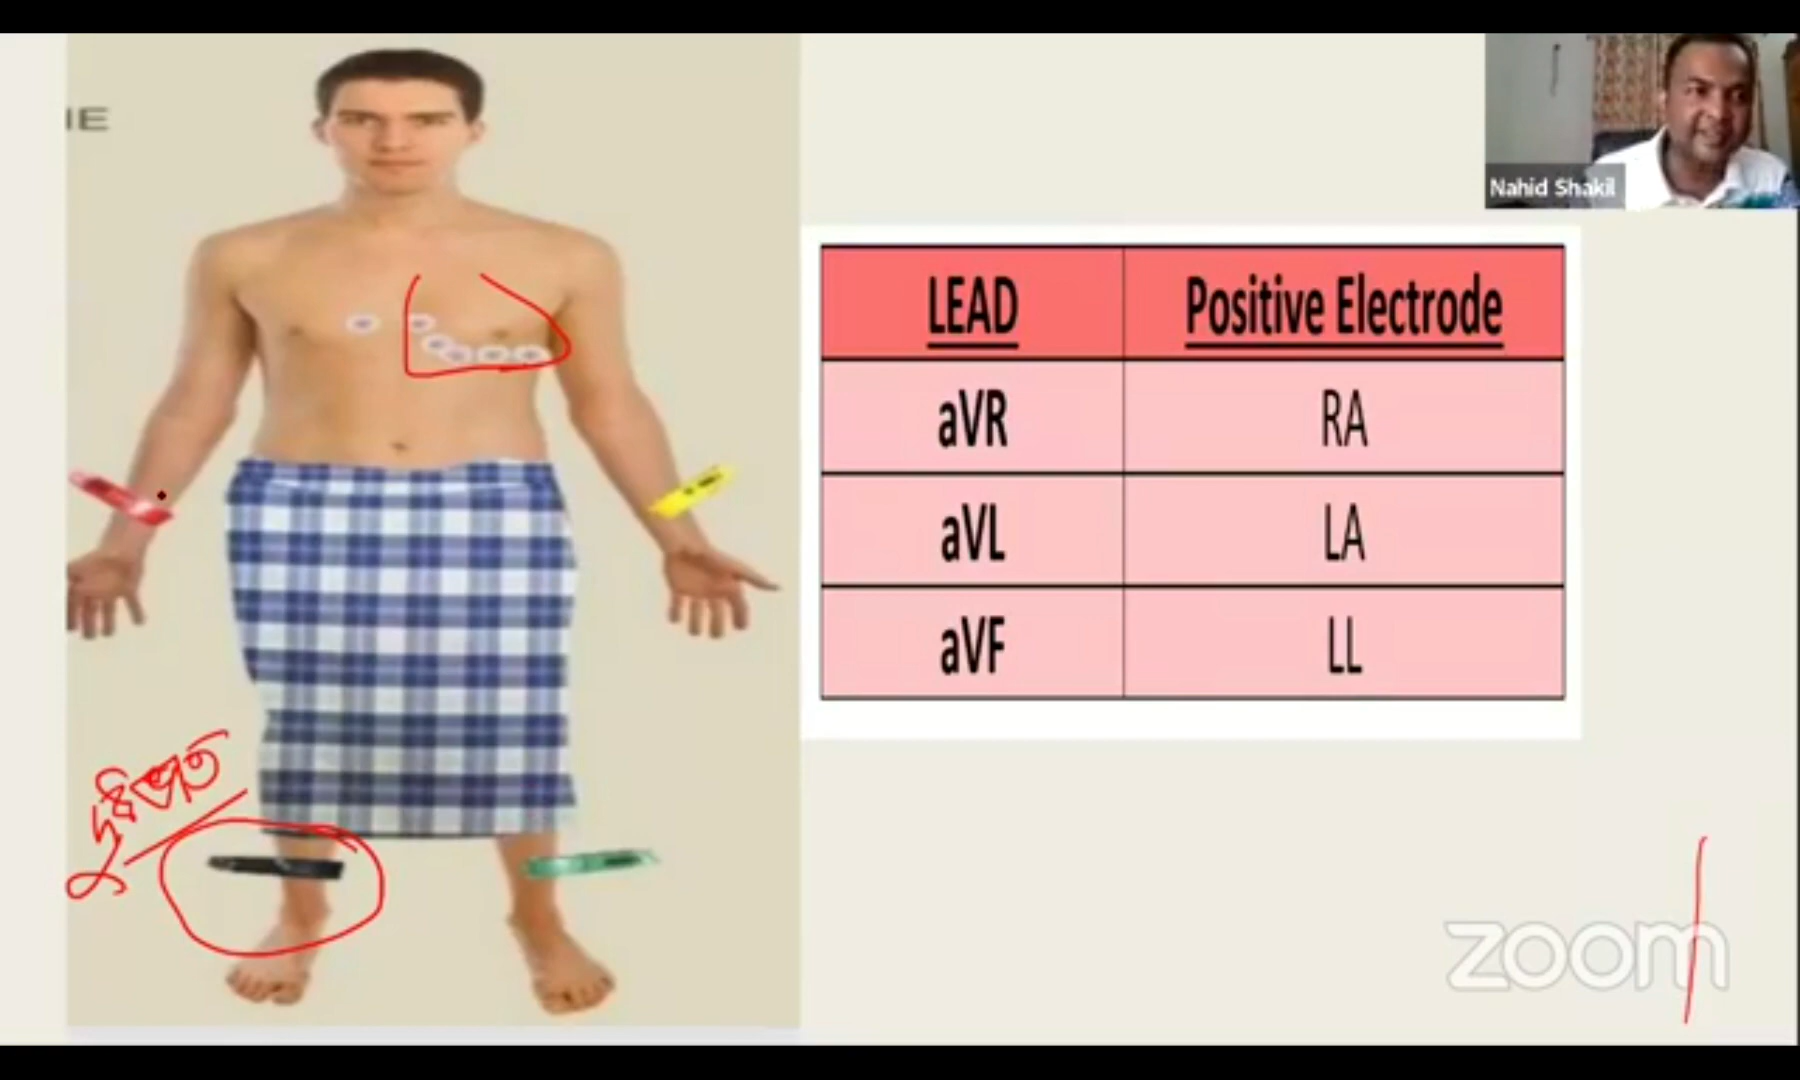 IE
Nahid Shakil
LEAD Positive Electrode
aVR RA
aVL LA
aVF LL
zoom